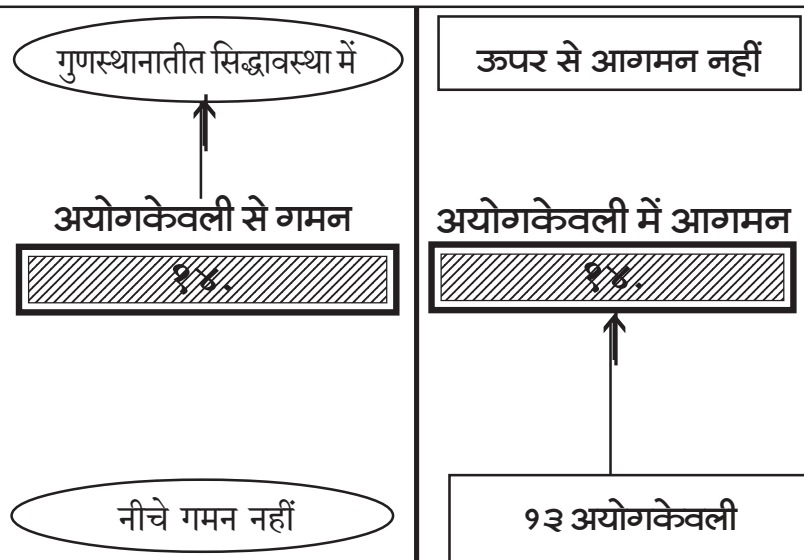 गुणस्थानातीत सिद्धावस्था में
अयोगकेवली से गमन
१४.
नीचे गमन नहीं
ऊपर से आगमन नहीं
अयोगकेवली में आगमन
१४.
१३ अयोगकेवली